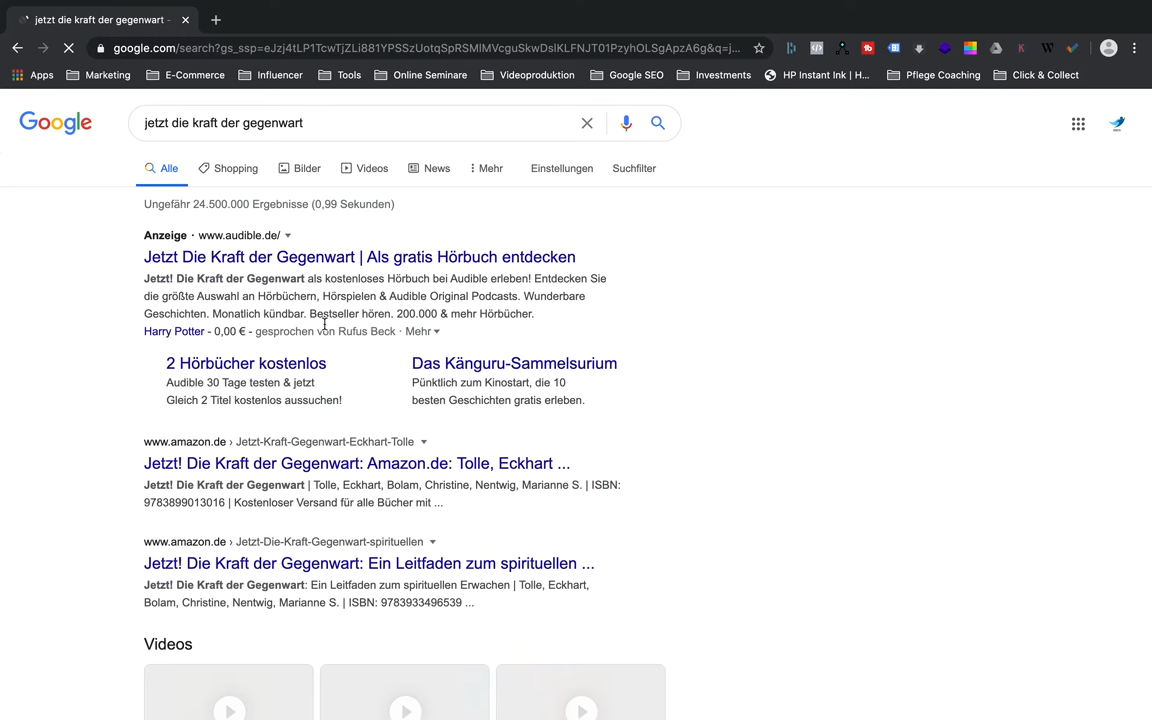 jetzt die kraft der gegenwart -
google.com/search?gs_ssp=eJzj4tLP1TcwTjZLi881YPSSzUotqSpRSMlMVcguSkwDslKLFNJT01PzyhOLSgApzA6g&q=j...
Apps Marketing E-Commerce Influencer Tools Online Seminare Videoproduktion Google SEO Investments HP Instant Ink | H... Pflege Coaching Click & Collect
Google
jetzt die kraft der gegenwart
Alle Shopping Bilder Videos News Mehr Einstellungen Suchfilter
Ungefähr 24.500.000 Ergebnisse (0,99 Sekunden)
Anzeige · www.audible.de/
Jetzt Die Kraft der Gegenwart | Als gratis Hörbuch entdecken
Jetzt! Die Kraft der Gegenwart als kostenloses Hörbuch bei Audible erleben! Entdecken Sie
die größte Auswahl an Hörbüchern, Hörspielen & Audible Original Podcasts. Wunderbare
Geschichten. Monatlich kündbar. Bestseller hören. 200.000 & mehr Hörbücher.
Harry Potter - 0,00 € - gesprochen von Rufus Beck · Mehr
2 Hörbücher kostenlos
Audible 30 Tage testen & jetzt
Gleich 2 Titel kostenlos aussuchen!
Das Känguru-Sammelsurium
Pünktlich zum Kinostart, die 10
besten Geschichten gratis erleben.
www.amazon.de › Jetzt-Kraft-Gegenwart-Eckhart-Tolle
Jetzt! Die Kraft der Gegenwart: Amazon.de: Tolle, Eckhart ...
Jetzt! Die Kraft der Gegenwart | Tolle, Eckhart, Bolam, Christine, Nentwig, Marianne S. | ISBN:
9783899013016 | Kostenloser Versand für alle Bücher mit ...
www.amazon.de › Jetzt-Die-Kraft-Gegenwart-spirituellen
Jetzt! Die Kraft der Gegenwart: Ein Leitfaden zum spirituellen ...
Jetzt! Die Kraft der Gegenwart: Ein Leitfaden zum spirituellen Erwachen | Tolle, Eckhart,
Bolam, Christine, Nentwig, Marianne S. | ISBN: 9783933496539 ...
Videos